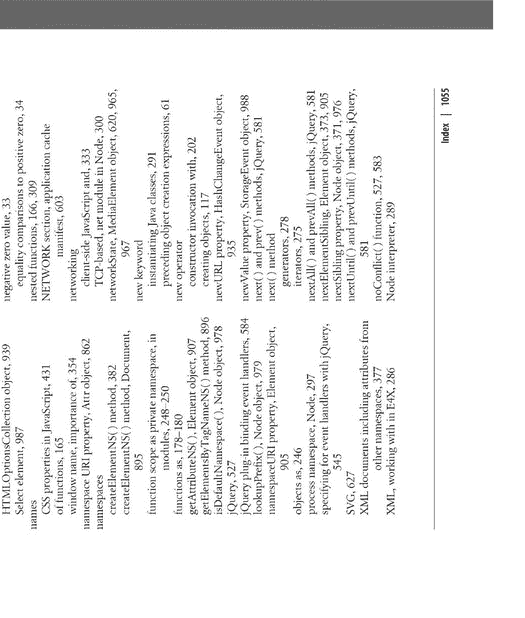 HTMLOptionsCollection object, 939
Select element, 987
names
CSS properties in JavaScript, 431
of functions, 165
window name, importance of, 354
namespace URI property, Attr object, 862
namespaces
createElementNS() method, 382
createElementNS() method, Document,
895
function scope as private namespace, in
modules, 248–250
functions as, 178–180
getAttributeNS(), Element object, 907
getElementsByTagNameNS() method, 896
isDefaultNamespace(), Node object, 978
jQuery, 527
jQuery plug-in binding event handlers, 584
lookupPrefix(), Node object, 979
namespaceURI property, Element object,
905
objects as, 246
process namespace, Node, 297
specifying for event handlers with jQuery,
545
SVG, 627
XML documents including attributes from
other namespaces, 377
XML, working with in E4X, 286
negative zero value, 33
equality comparisons to positive zero, 34
nested functions, 166, 309
NETWORK section, application cache
manifest, 603
networking
client-side JavaScript and, 333
TCP-based, net module in Node, 300
networkState, MediaElement object, 620, 965,
967
new keyword
instantiating Java classes, 291
preceding object creation expressions, 61
new operator
constructor invocation with, 202
creating objects, 117
newURL property, HashChangeEvent object,
935
newValue property, StorageEvent object, 988
next() and prev() methods, jQuery, 581
next() method
generators, 278
iterators, 275
nextAll() and prevAll() methods, jQuery, 581
nextElementSibling, Element object, 373, 905
nextSibling property, Node object, 371, 976
nextUntil() and prevUntil() methods, jQuery,
581
noConflict() function, 527, 583
Node interpreter, 289
Index | 1055